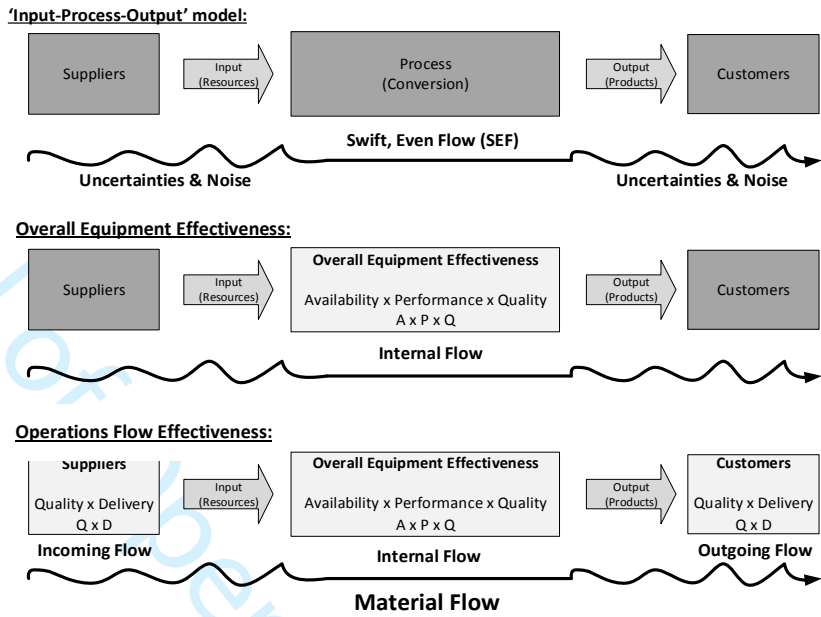 ‘Input-Process-Output’ model:
Suppliers
Input
(Resources)
Process
(Conversion)
Output
(Products)
Customers
Swift, Even Flow (SEF)
Uncertainties & Noise
Uncertainties & Noise
Overall Equipment Effectiveness:
Suppliers
Input
(Resources)
Overall Equipment Effectiveness
Availability x Performance x Quality
A x P x Q
Output
(Products)
Customers
Internal Flow
Operations Flow Effectiveness:
Suppliers
Quality x Delivery
Q x D
Input
(Resources)
Overall Equipment Effectiveness
Availability x Performance x Quality
A x P x Q
Output
(Products)
Customers
Quality x Delivery
Q x D
Incoming Flow
Internal Flow
Outgoing Flow
Material Flow